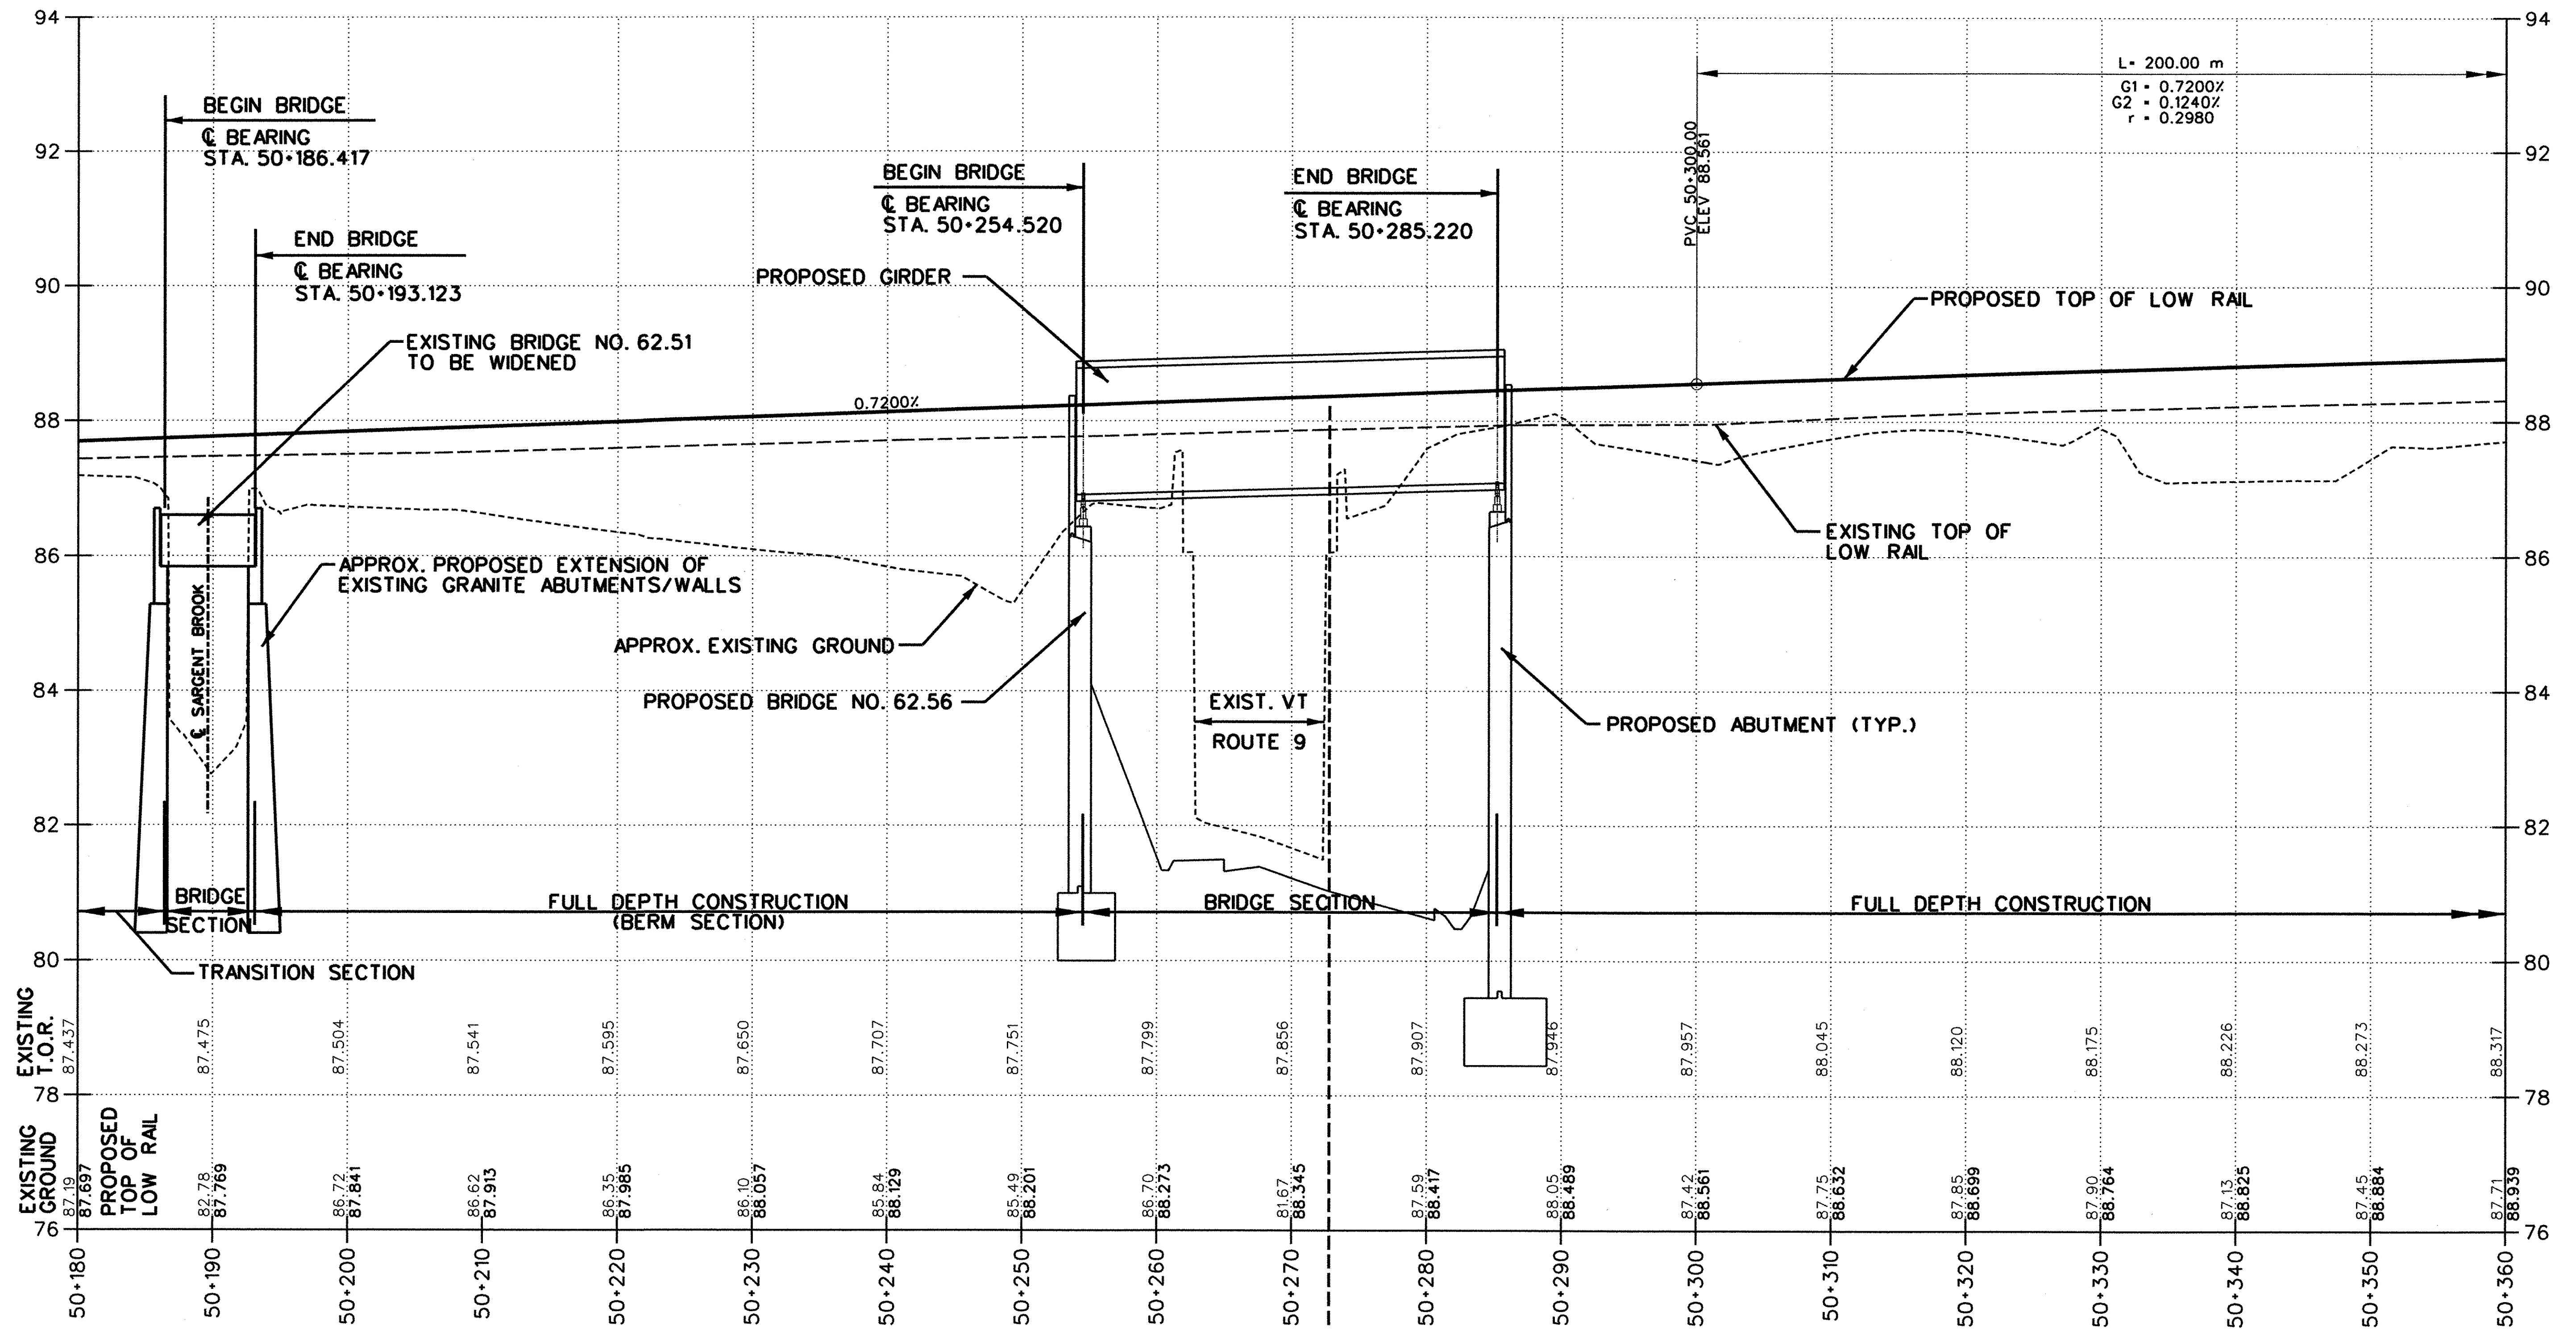 94
92
90
88
86
84
82
80
78
76
94
92
90
88
86
84
82
80
78
76
BEGIN BRIDGE
℄ BEARING
STA. 50+186.417
END BRIDGE
℄ BEARING
STA. 50+193.123
EXISTING BRIDGE NO. 62.51
TO BE WIDENED
BEGIN BRIDGE
℄ BEARING
STA. 50+254.520
END BRIDGE
℄ BEARING
STA. 50+285.220
PROPOSED GIRDER
PVC 50+300.00
ELEV 88.561
L= 200.00 m
G1 = 0.7200%
G2 = 0.1240%
r = 0.2980
PROPOSED TOP OF LOW RAIL
0.7200%
EXISTING TOP OF
LOW RAIL
APPROX. PROPOSED EXTENSION OF
EXISTING GRANITE ABUTMENTS/WALLS
℄ SARGENT BROOK
APPROX. EXISTING GROUND
PROPOSED BRIDGE NO. 62.56
EXIST. VT
ROUTE 9
PROPOSED ABUTMENT (TYP.)
BRIDGE
SECTION
FULL DEPTH CONSTRUCTION
(BERM SECTION)
BRIDGE SECTION
FULL DEPTH CONSTRUCTION
TRANSITION SECTION
EXISTING
T.O.R.
87.437
87.475
87.504
87.541
87.595
87.650
87.707
87.751
87.799
87.856
87.907
87.946
87.957
88.045
88.120
88.175
88.226
88.273
88.317
EXISTING
GROUND
PROPOSED
TOP OF
LOW RAIL
87.19
87.697
82.78
87.769
86.72
87.841
86.62
87.913
86.35
87.985
86.10
88.057
85.84
88.129
85.49
88.201
86.70
88.273
81.67
88.345
87.59
88.417
88.05
88.489
87.42
88.561
87.75
88.632
87.85
88.699
87.90
88.764
87.13
88.825
87.45
88.884
87.71
88.939
50+180
50+190
50+200
50+210
50+220
50+230
50+240
50+250
50+260
50+270
50+280
50+290
50+300
50+310
50+320
50+330
50+340
50+350
50+360